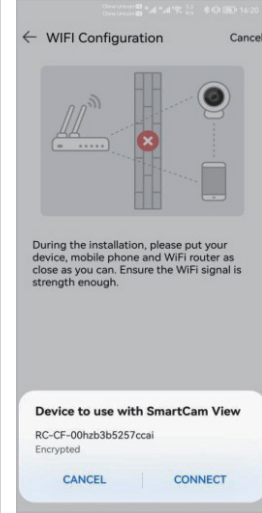 16:20
← WIFI Configuration Cancel
During the installation, please put your
device, mobile phone and WiFi router as
close as you can. Ensure the WiFi signal is
strength enough.
Device to use with SmartCam View
RC-CF-00hzb3b5257ccai
Encrypted
CANCEL CONNECT